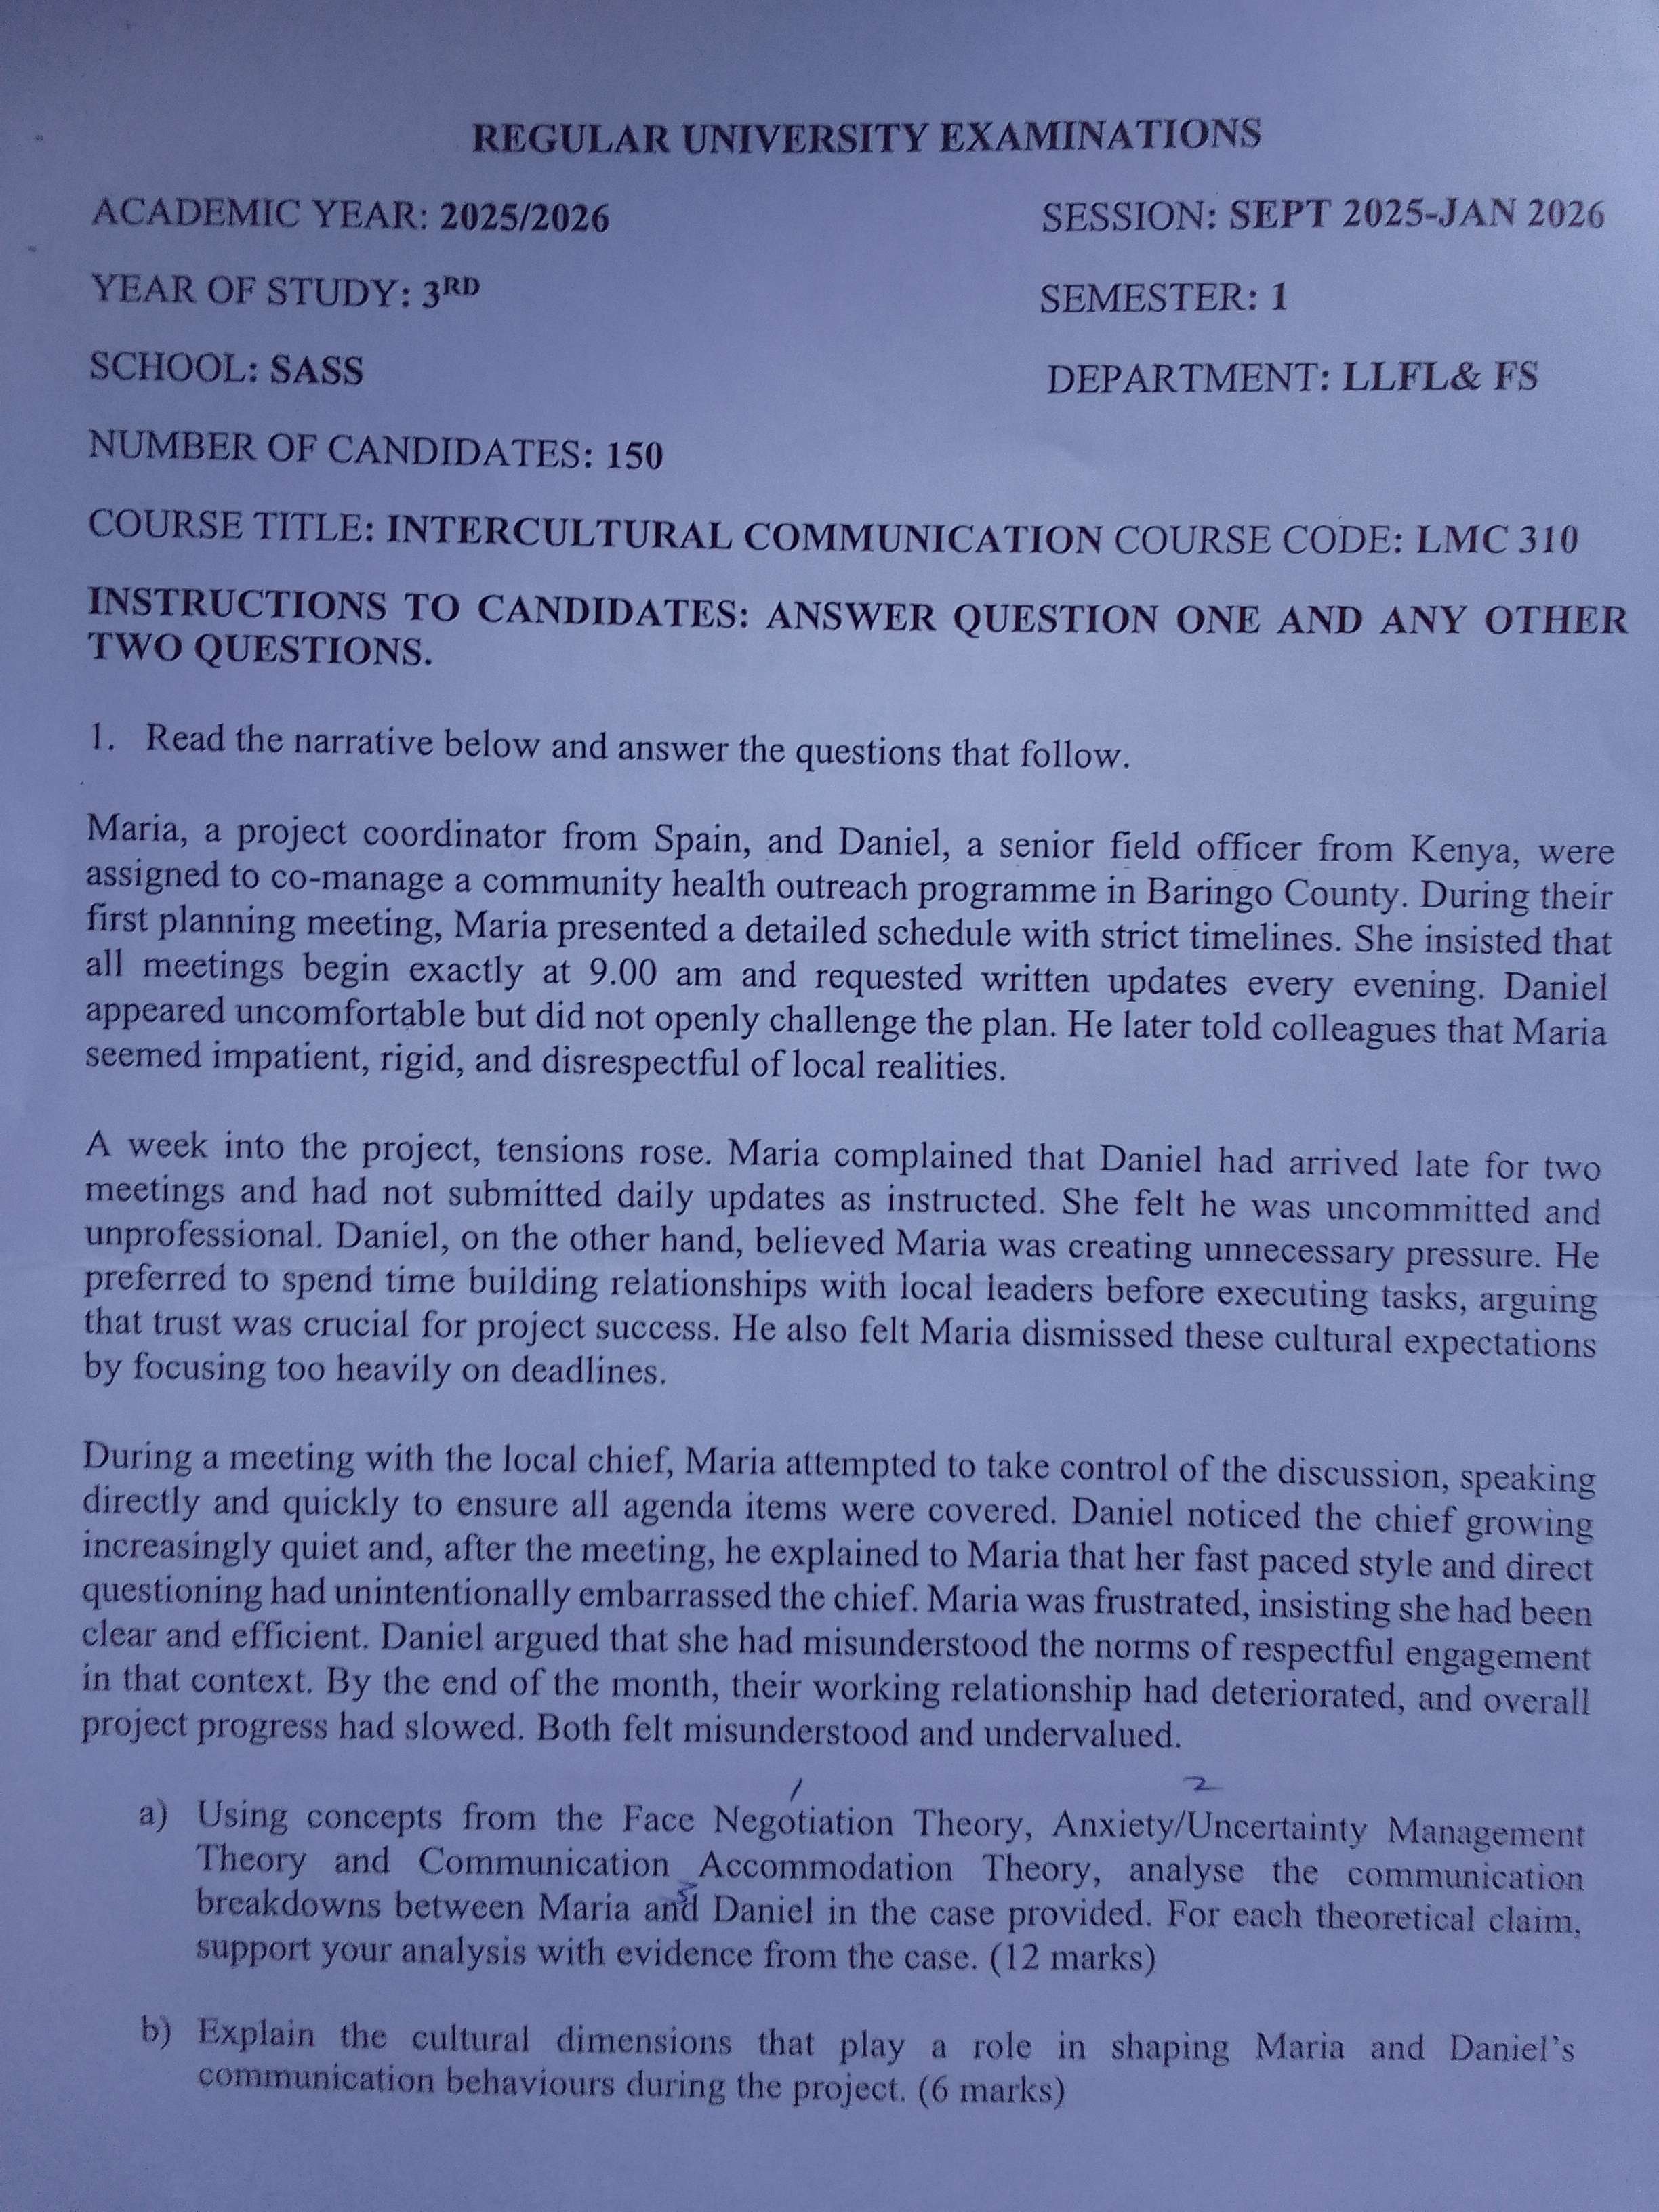 REGULAR UNIVERSITY EXAMINATIONS
ACADEMIC YEAR: 2025/2026 SESSION: SEPT 2025-JAN 2026
YEAR OF STUDY: 3RD SEMESTER: 1
SCHOOL: SASS DEPARTMENT: LLFL& FS
NUMBER OF CANDIDATES: 150
COURSE TITLE: INTERCULTURAL COMMUNICATION COURSE CODE: LMC 310
INSTRUCTIONS TO CANDIDATES: ANSWER QUESTION ONE AND ANY OTHER
TWO QUESTIONS.
1. Read the narrative below and answer the questions that follow.
Maria, a project coordinator from Spain, and Daniel, a senior field officer from Kenya, were
assigned to co-manage a community health outreach programme in Baringo County. During their
first planning meeting, Maria presented a detailed schedule with strict timelines. She insisted that
all meetings begin exactly at 9.00 am and requested written updates every evening. Daniel
appeared uncomfortable but did not openly challenge the plan. He later told colleagues that Maria
seemed impatient, rigid, and disrespectful of local realities.
A week into the project, tensions rose. Maria complained that Daniel had arrived late for two
meetings and had not submitted daily updates as instructed. She felt he was uncommitted and
unprofessional. Daniel, on the other hand, believed Maria was creating unnecessary pressure. He
preferred to spend time building relationships with local leaders before executing tasks, arguing
that trust was crucial for project success. He also felt Maria dismissed these cultural expectations
by focusing too heavily on deadlines.
During a meeting with the local chief, Maria attempted to take control of the discussion, speaking
directly and quickly to ensure all agenda items were covered. Daniel noticed the chief growing
increasingly quiet and, after the meeting, he explained to Maria that her fast paced style and direct
questioning had unintentionally embarrassed the chief. Maria was frustrated, insisting she had been
clear and efficient. Daniel argued that she had misunderstood the norms of respectful engagement
in that context. By the end of the month, their working relationship had deteriorated, and overall
project progress had slowed. Both felt misunderstood and undervalued.
1 2
a) Using concepts from the Face Negotiation Theory, Anxiety/Uncertainty Management
Theory and Communication Accommodation Theory, analyse the communication
3
breakdowns between Maria and Daniel in the case provided. For each theoretical claim,
support your analysis with evidence from the case. (12 marks)
b) Explain the cultural dimensions that play a role in shaping Maria and Daniel's
communication behaviours during the project. (6 marks)